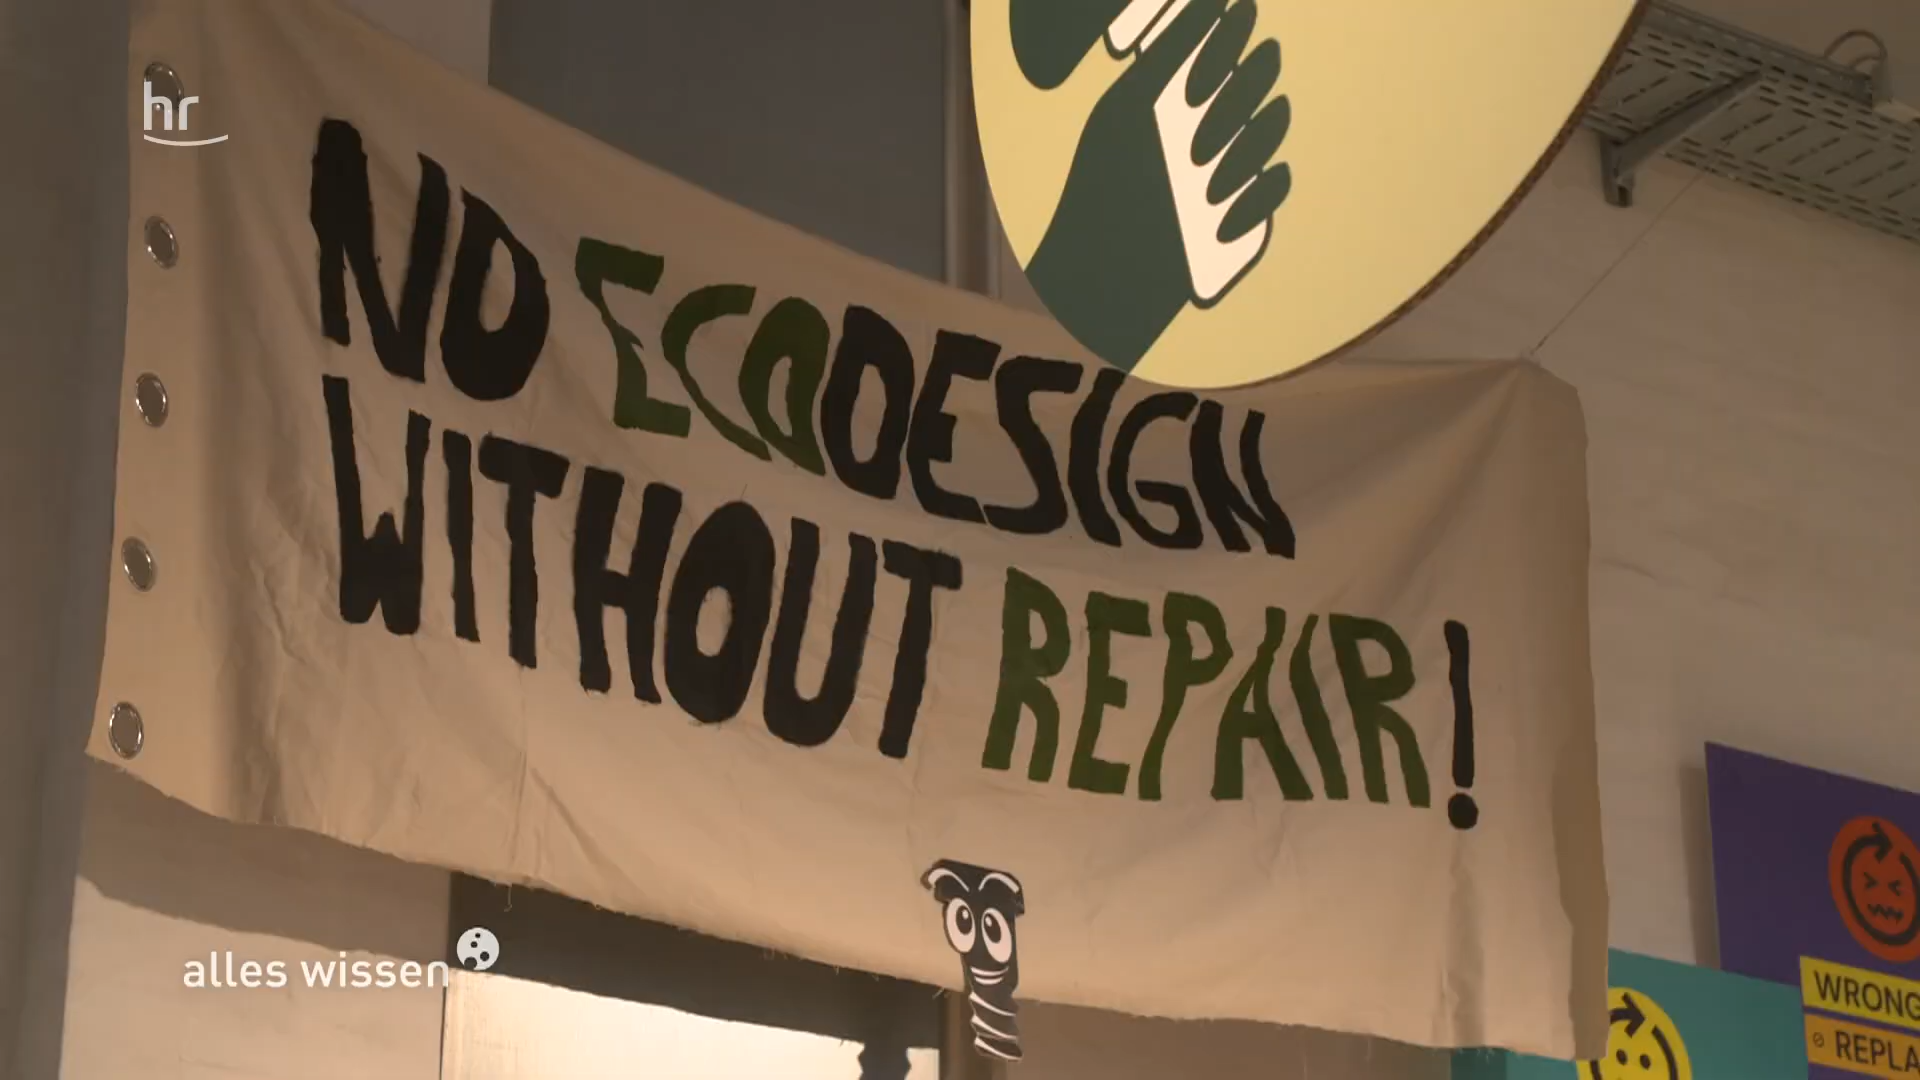 hr
NO ECODESIGN
WITHOUT REPAIR!
alles wissen
WRONG
REPLA